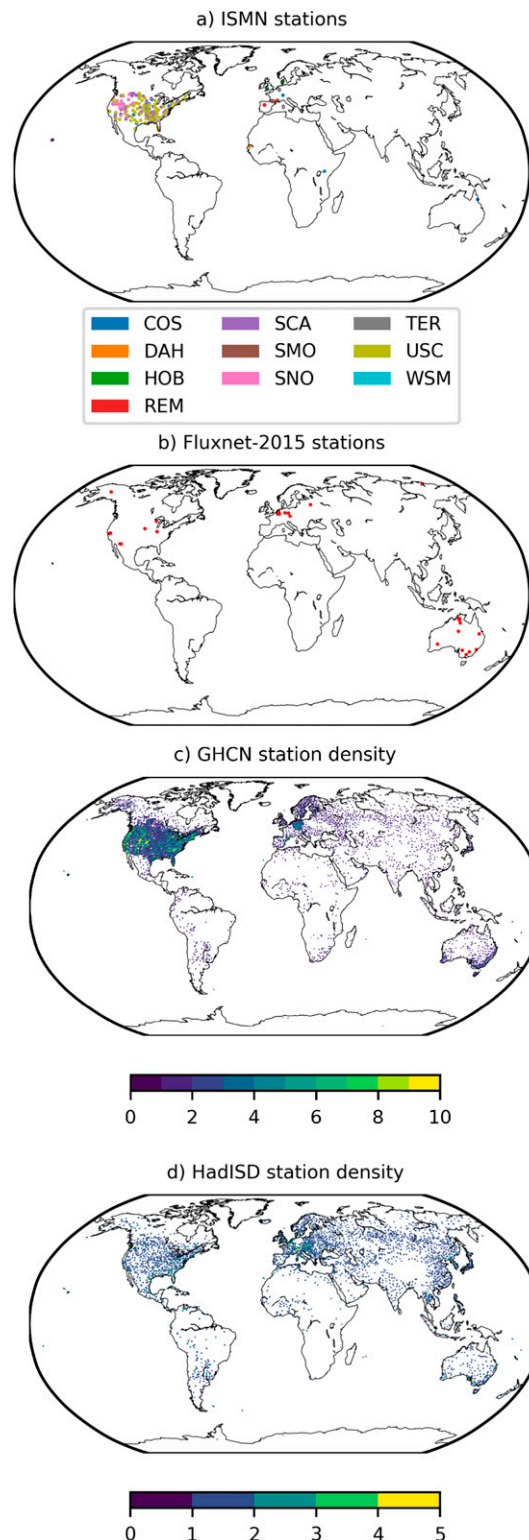 a) ISMN stations
COS SCA TER
DAH SMO USC
HOB SNO WSM
REM
b) Fluxnet-2015 stations
c) GHCN station density
0 2 4 6 8 10
d) HadISD station density
0 1 2 3 4 5